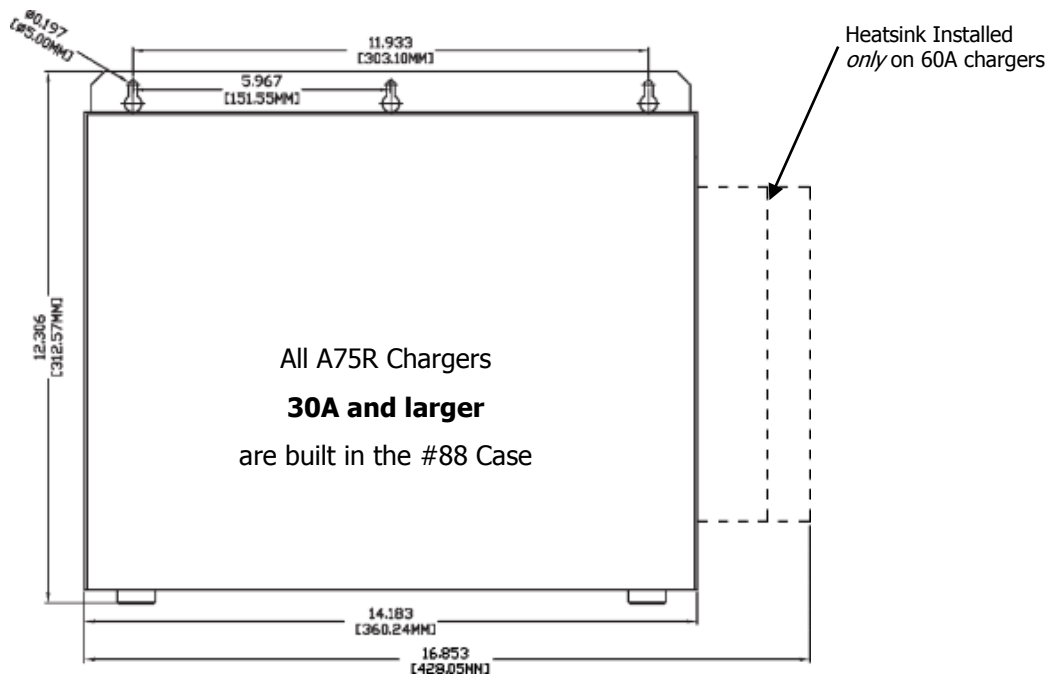 ø0.197
[ø5.00MM]
11.933
[303.10MM]
5.967
[151.55MM]
Heatsink Installed
only on 60A chargers
12.306
[312.57MM]
All A75R Chargers
30A and larger
are built in the #88 Case
14.183
[360.24MM]
16.853
[428.05MM]